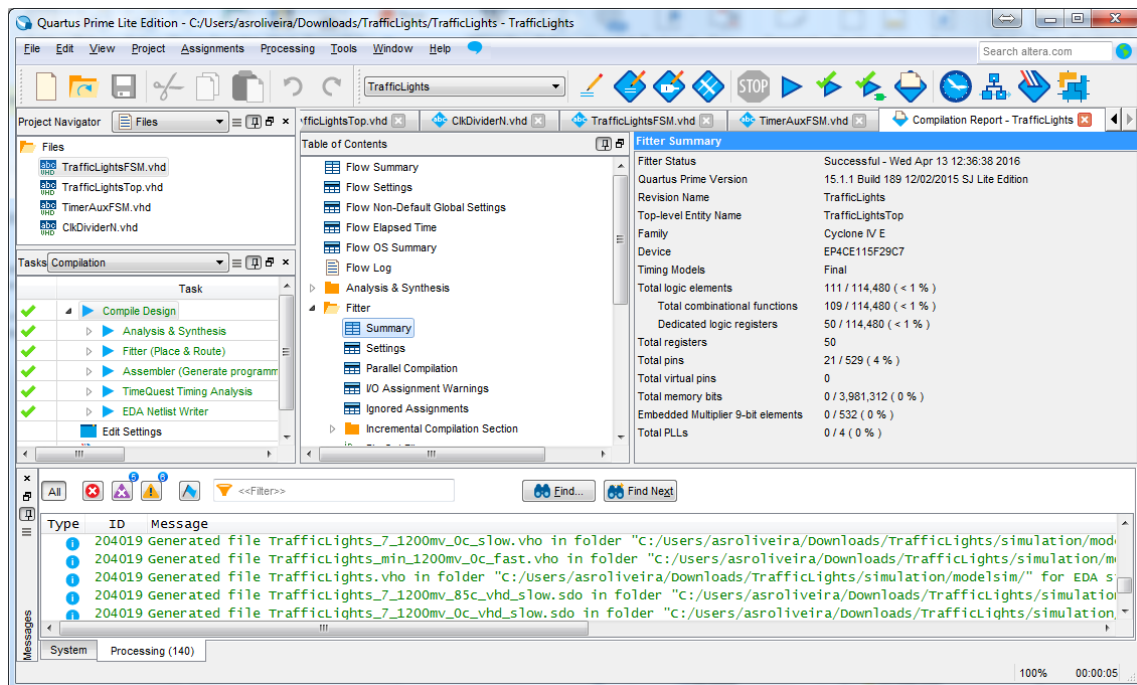 Quartus Prime Lite Edition - C:/Users/asroliveira/Downloads/TrafficLights/TrafficLights - TrafficLights
File Edit View Project Assignments Processing Tools Window Help
Search altera.com
TrafficLights
STOP
Project Navigator Files
Files
TrafficLightsFSM.vhd
TrafficLightsTop.vhd
TimerAuxFSM.vhd
ClkDividerN.vhd
Tasks Compilation
Task
Compile Design
Analysis & Synthesis
Fitter (Place & Route)
Assembler (Generate programm
TimeQuest Timing Analysis
EDA Netlist Writer
Edit Settings
fficLightsTop.vhd ClkDividerN.vhd TrafficLightsFSM.vhd TimerAuxFSM.vhd Compilation Report - TrafficLights
Table of Contents
Flow Summary
Flow Settings
Flow Non-Default Global Settings
Flow Elapsed Time
Flow OS Summary
Flow Log
Analysis & Synthesis
Fitter
Summary
Settings
Parallel Compilation
I/O Assignment Warnings
Ignored Assignments
Incremental Compilation Section
Fitter Summary
Fitter Status Successful - Wed Apr 13 12:36:38 2016
Quartus Prime Version 15.1.1 Build 189 12/02/2015 SJ Lite Edition
Revision Name TrafficLights
Top-level Entity Name TrafficLightsTop
Family Cyclone IV E
Device EP4CE115F29C7
Timing Models Final
Total logic elements 111 / 114,480 ( < 1 % )
Total combinational functions 109 / 114,480 ( < 1 % )
Dedicated logic registers 50 / 114,480 ( < 1 % )
Total registers 50
Total pins 21 / 529 ( 4 % )
Total virtual pins 0
Total memory bits 0 / 3,981,312 ( 0 % )
Embedded Multiplier 9-bit elements 0 / 532 ( 0 % )
Total PLLs 0 / 4 ( 0 % )
All 5 6 <<Filter>> Find... Find Next
Type ID Message
204019 Generated file TrafficLights_7_1200mv_0c_slow.vho in folder "C:/Users/asroliveira/Downloads/TrafficLights/simulation/mod
204019 Generated file TrafficLights_min_1200mv_0c_fast.vho in folder "C:/Users/asroliveira/Downloads/TrafficLights/simulation/m
204019 Generated file TrafficLights.vho in folder "C:/Users/asroliveira/Downloads/TrafficLights/simulation/modelsim/" for EDA s
204019 Generated file TrafficLights_7_1200mv_85c_vhd_slow.sdo in folder "C:/Users/asroliveira/Downloads/TrafficLights/simulatio
204019 Generated file TrafficLights_7_1200mv_0c_vhd_slow.sdo in folder "C:/Users/asroliveira/Downloads/TrafficLights/simulation
Messages
System Processing (140)
100% 00:00:05